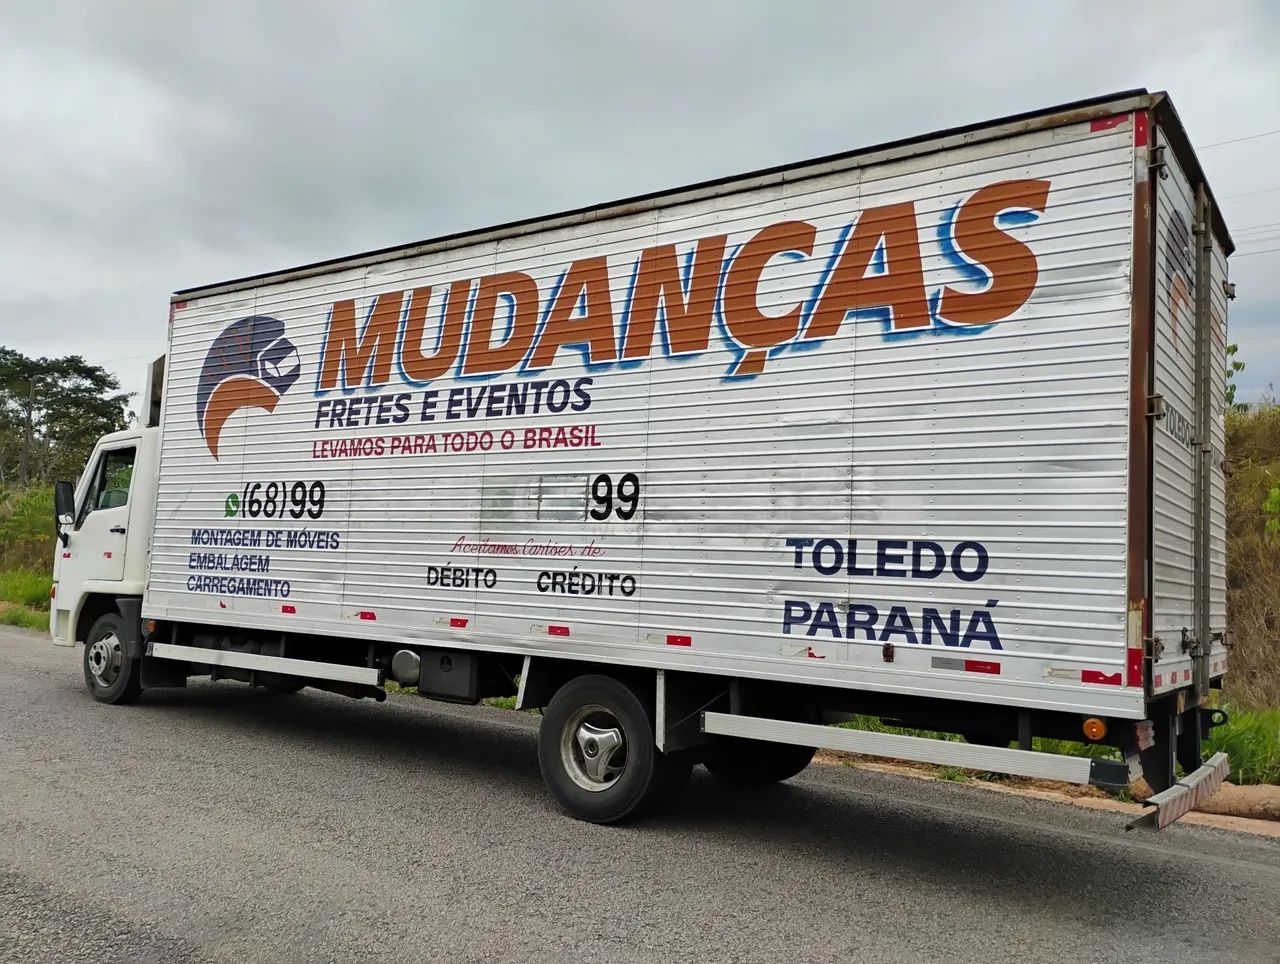 MUDANÇAS
FRETES E EVENTOS
LEVAMOS PARA TODO O BRASIL
(68)99
99
MONTAGEM DE MÓVEIS
EMBALAGEM
CARREGAMENTO
Aceitamos Cartões de
DÉBITO CRÉDITO
TOLEDO
PARANÁ
TOLEDO